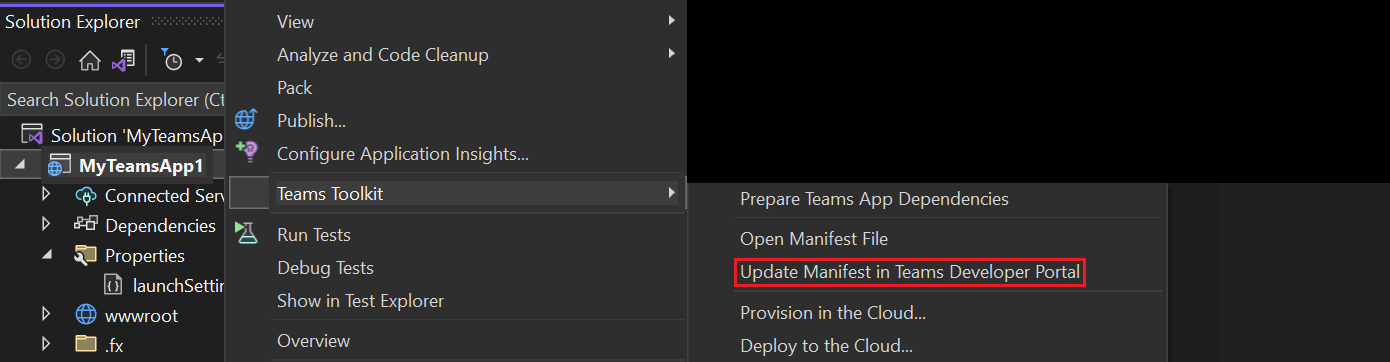 Solution Explorer
Search Solution Explorer (Ct
Solution 'MyTeamsAp
MyTeamsApp1
Connected Serv
Dependencies
Properties
launchSettin
wwwroot
.fx
View
Analyze and Code Cleanup
Pack
Publish...
Configure Application Insights...
Teams Toolkit
Run Tests
Debug Tests
Show in Test Explorer
Overview
Prepare Teams App Dependencies
Open Manifest File
Update Manifest in Teams Developer Portal
Provision in the Cloud...
Deploy to the Cloud...